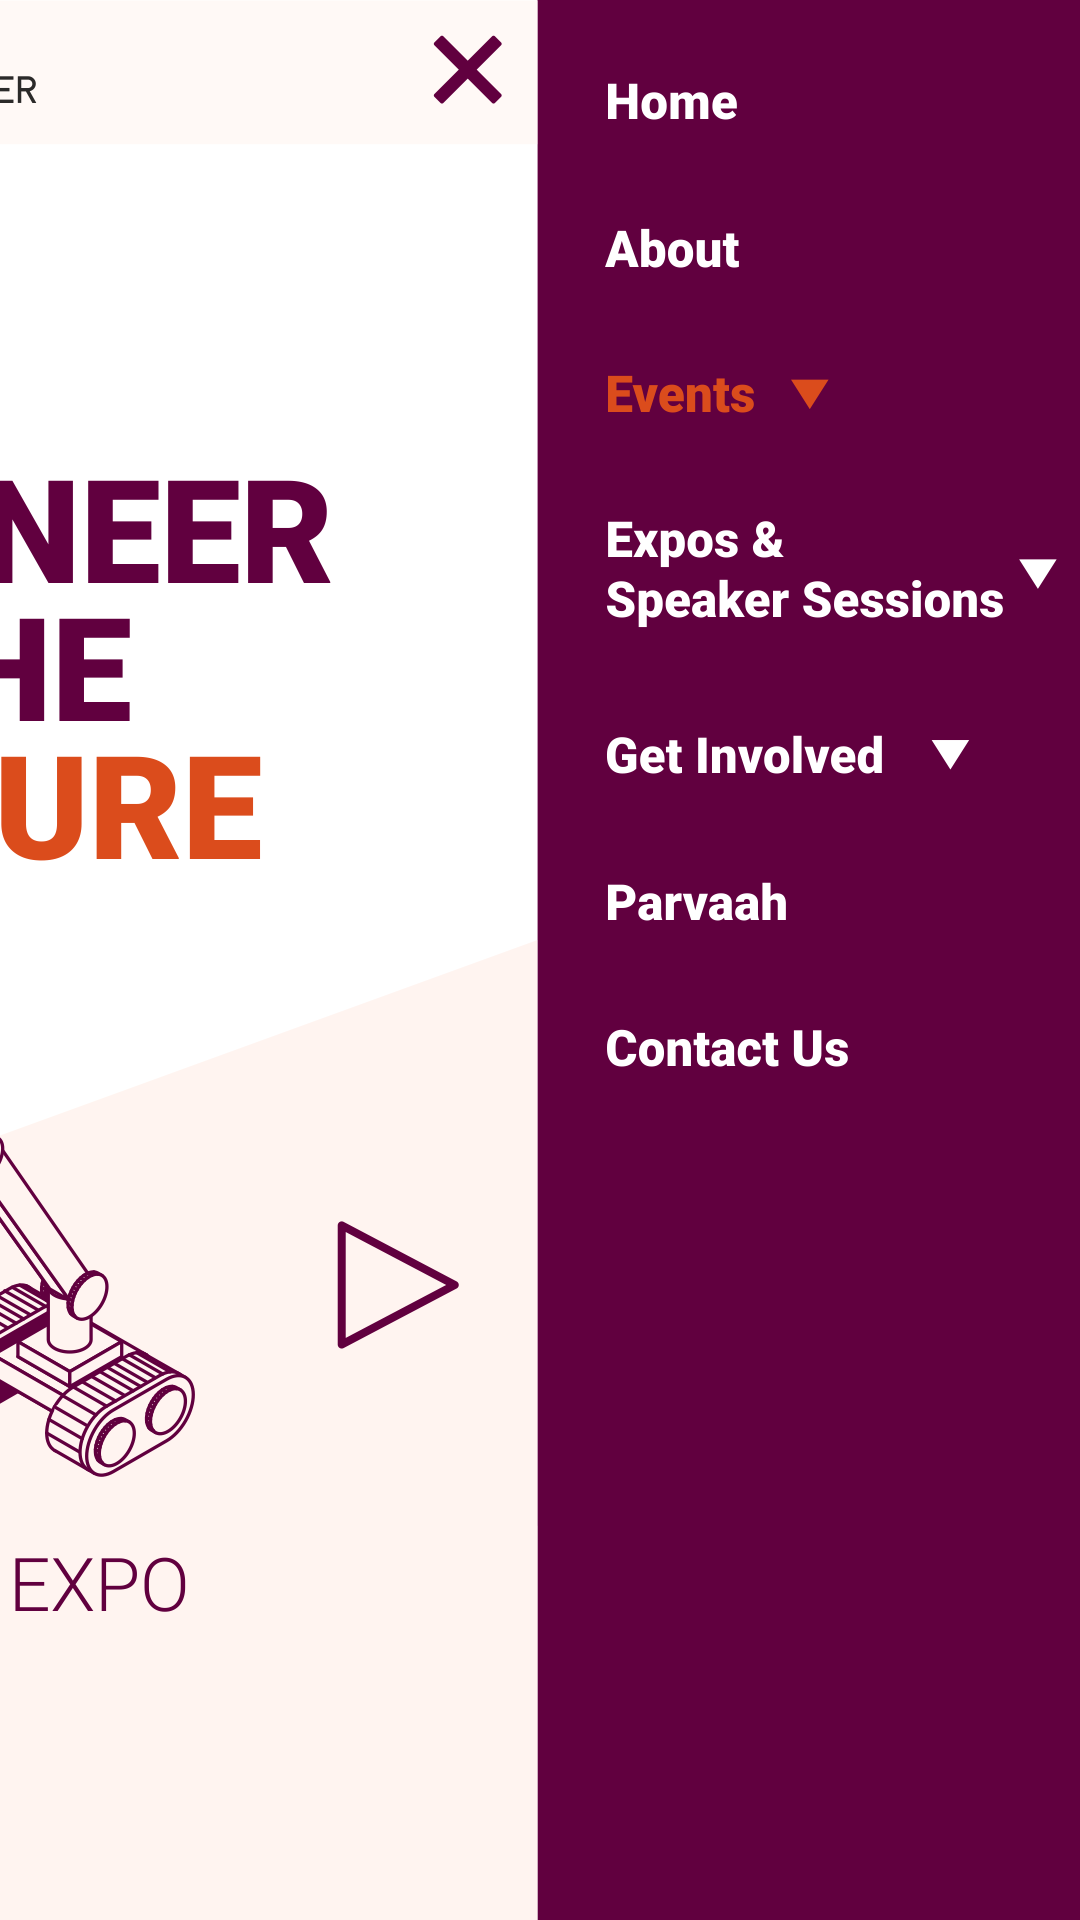 ER
NEER
HE
URE
EXPO
Home
About
Events
Expos &
Speaker Sessions
Get Involved
Parvaah
Contact Us